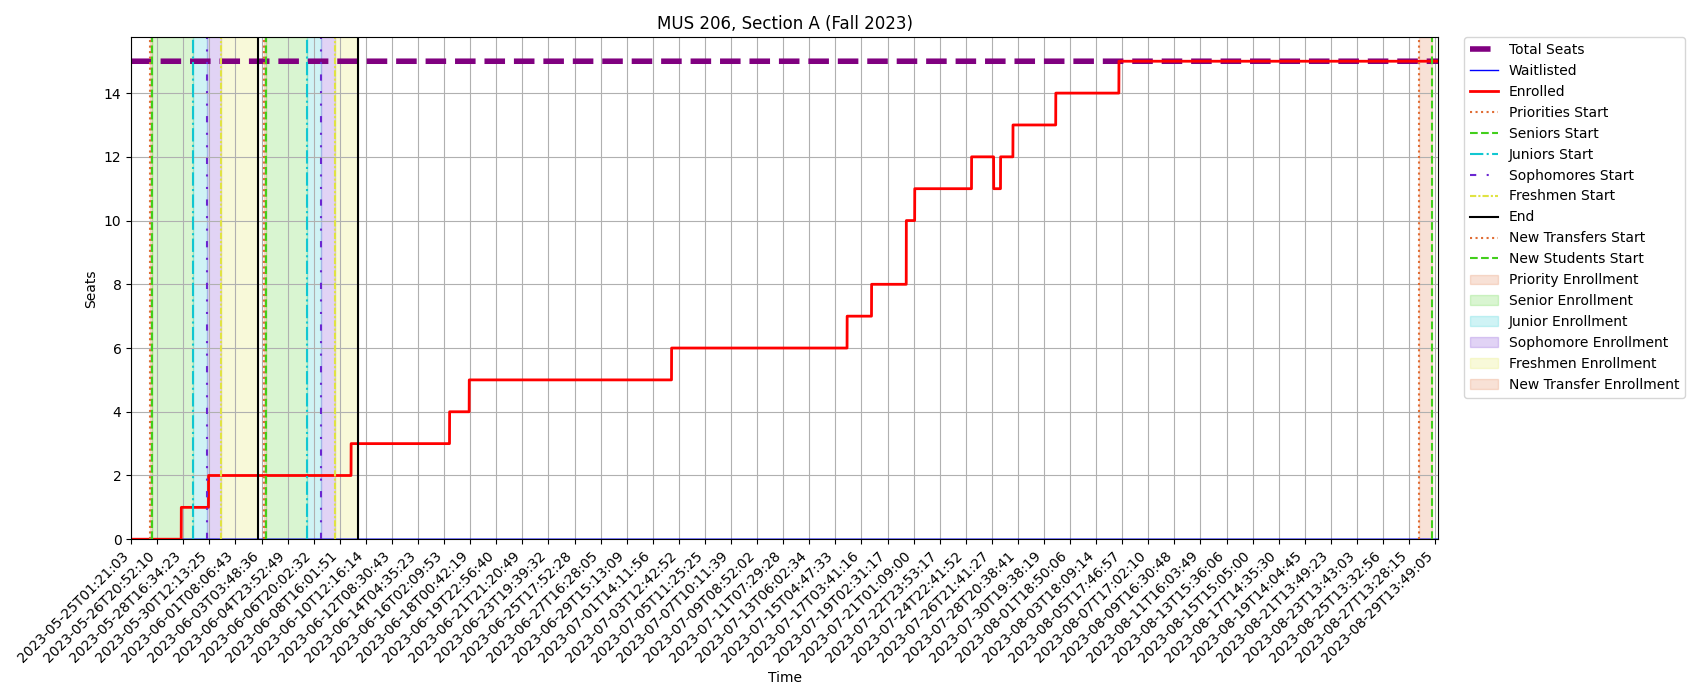 MUS 206, Section A (Fall 2023)
Seats
14
12
10
8
6
4
2
0
2023-05-25T01:21:03
2023-05-26T20:52:10
2023-05-28T16:34:23
2023-05-30T12:13:25
2023-06-01T08:06:43
2023-06-03T03:48:36
2023-06-04T23:52:49
2023-06-06T20:02:32
2023-06-08T16:01:51
2023-06-10T12:16:14
2023-06-12T08:30:43
2023-06-14T04:35:23
2023-06-16T02:09:53
2023-06-18T00:42:19
2023-06-19T22:56:40
2023-06-21T21:20:49
2023-06-23T19:39:32
2023-06-25T17:52:28
2023-06-27T16:28:05
2023-06-29T15:13:09
2023-07-01T14:11:56
2023-07-03T12:42:52
2023-07-05T11:25:25
2023-07-07T10:11:39
2023-07-09T08:52:02
2023-07-11T07:29:28
2023-07-13T06:02:34
2023-07-15T04:47:33
2023-07-17T03:41:16
2023-07-19T02:31:17
2023-07-21T01:09:00
2023-07-22T23:53:17
2023-07-24T22:41:52
2023-07-26T21:41:27
2023-07-28T20:38:41
2023-07-30T19:38:19
2023-08-01T18:50:06
2023-08-03T18:09:14
2023-08-05T17:46:57
2023-08-07T17:02:10
2023-08-09T16:30:48
2023-08-11T16:03:49
2023-08-13T15:36:06
2023-08-15T15:05:00
2023-08-17T14:35:30
2023-08-19T14:04:45
2023-08-21T13:49:23
2023-08-23T13:43:03
2023-08-25T13:32:56
2023-08-27T13:28:15
2023-08-29T13:49:05
Time
Total Seats
Waitlisted
Enrolled
Priorities Start
Seniors Start
Juniors Start
Sophomores Start
Freshmen Start
End
New Transfers Start
New Students Start
Priority Enrollment
Senior Enrollment
Junior Enrollment
Sophomore Enrollment
Freshmen Enrollment
New Transfer Enrollment